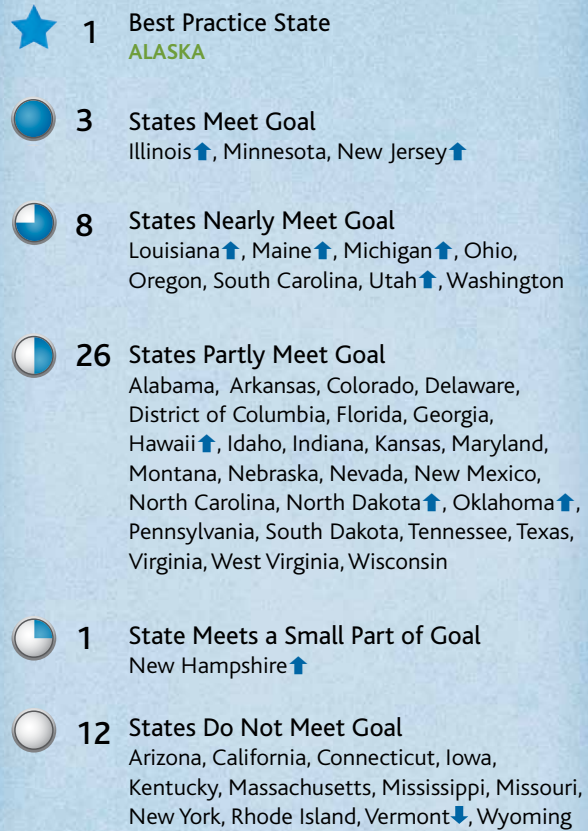 1 Best Practice State
ALASKA
3 States Meet Goal
Illinois⬆, Minnesota, New Jersey⬆
8 States Nearly Meet Goal
Louisiana⬆, Maine⬆, Michigan⬆, Ohio,
Oregon, South Carolina, Utah⬆, Washington
26 States Partly Meet Goal
Alabama, Arkansas, Colorado, Delaware,
District of Columbia, Florida, Georgia,
Hawaii⬆, Idaho, Indiana, Kansas, Maryland,
Montana, Nebraska, Nevada, New Mexico,
North Carolina, North Dakota⬆, Oklahoma⬆,
Pennsylvania, South Dakota, Tennessee, Texas,
Virginia, West Virginia, Wisconsin
1 State Meets a Small Part of Goal
New Hampshire⬆
12 States Do Not Meet Goal
Arizona, California, Connecticut, Iowa,
Kentucky, Massachusetts, Mississippi, Missouri,
New York, Rhode Island, Vermont⬇, Wyoming